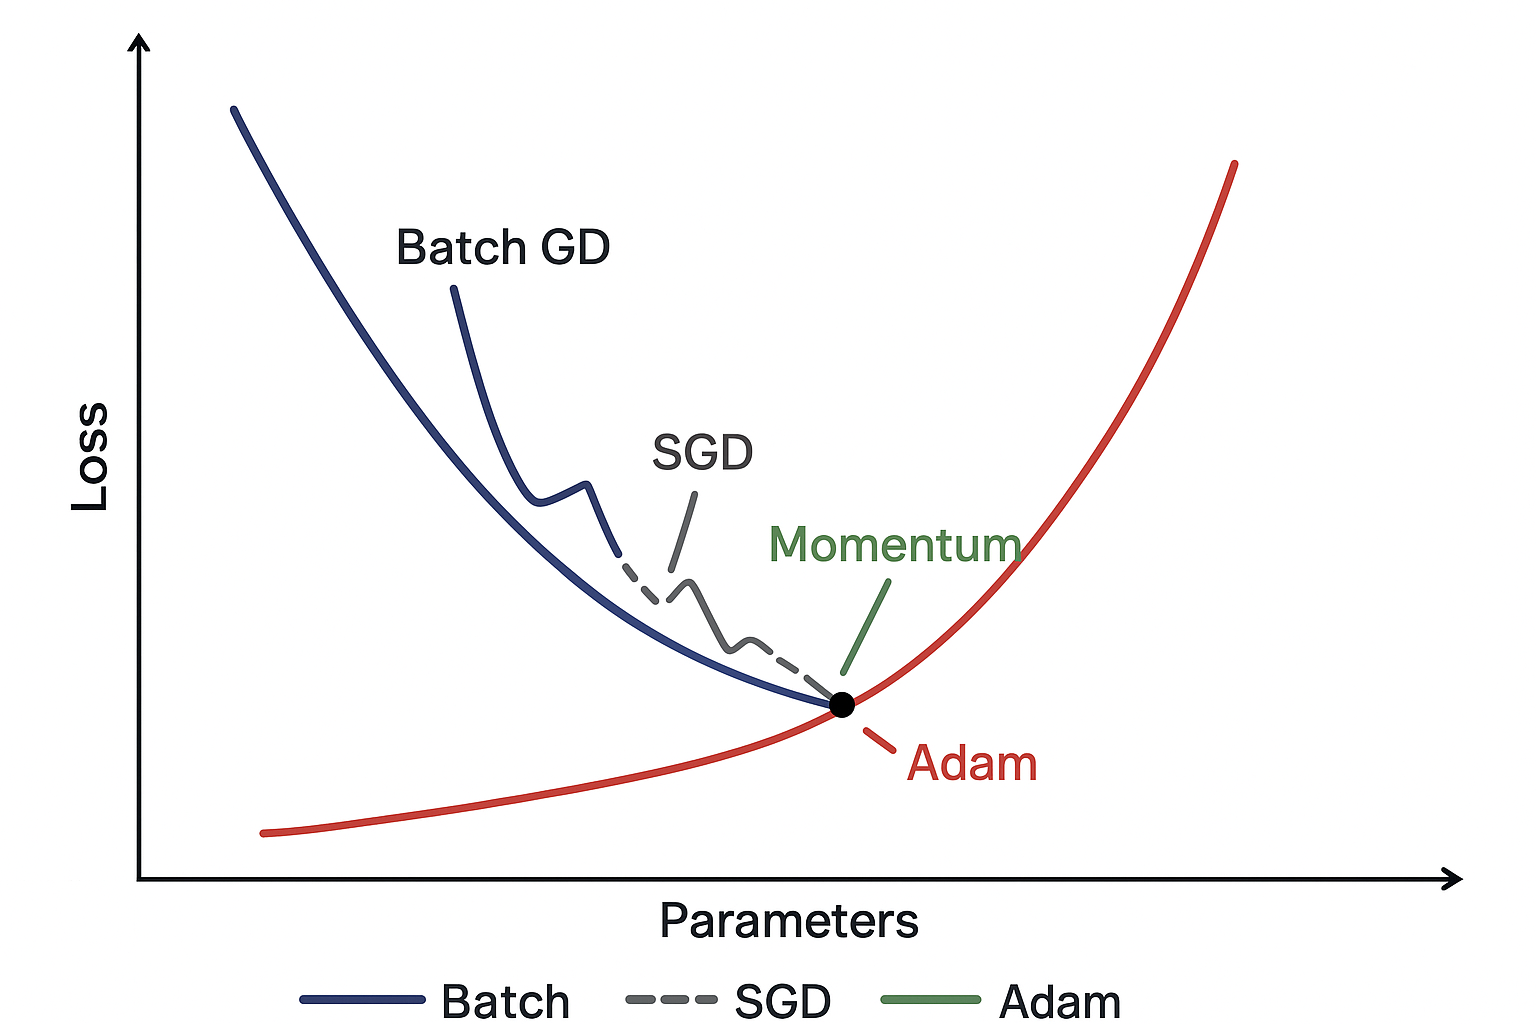 Batch GD
SGD
Momentum
Adam
Loss
Parameters
Batch SGD Adam